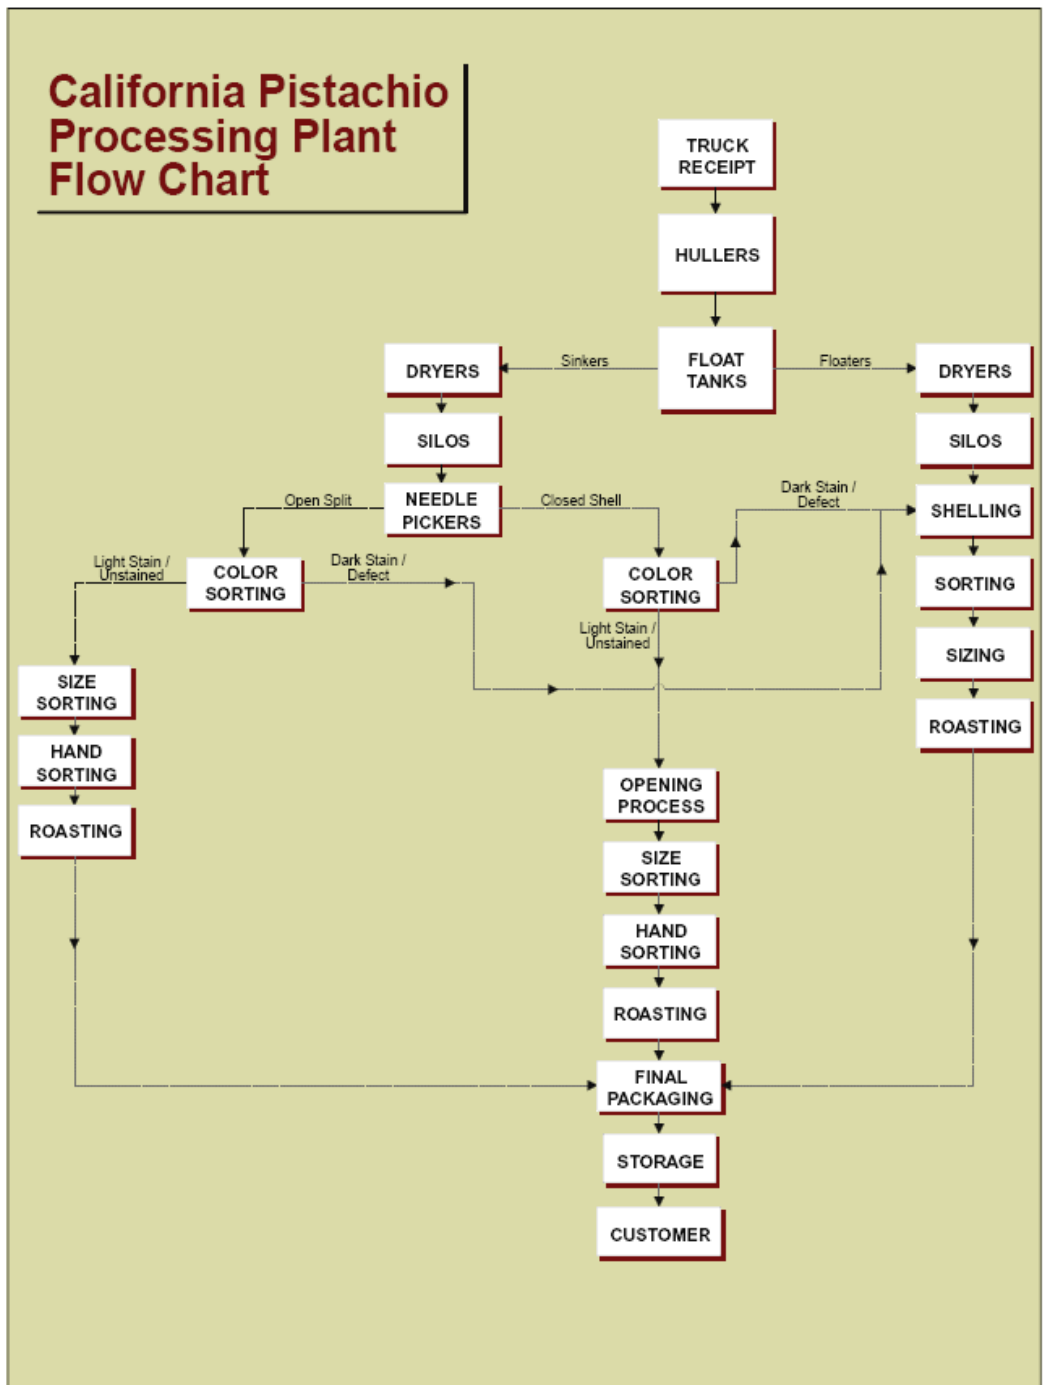 California Pistachio
Processing Plant
Flow Chart
TRUCK
RECEIPT
HULLERS
FLOAT
TANKS
Sinkers
Floaters
DRYERS
DRYERS
SILOS
SILOS
NEEDLE
PICKERS
Open Split
Closed Shell
Dark Stain /
Defect
SHELLING
Light Stain /
Unstained
COLOR
SORTING
Dark Stain /
Defect
COLOR
SORTING
SORTING
Light Stain /
Unstained
SIZING
SIZE
SORTING
ROASTING
HAND
SORTING
OPENING
PROCESS
ROASTING
SIZE
SORTING
HAND
SORTING
ROASTING
FINAL
PACKAGING
STORAGE
CUSTOMER